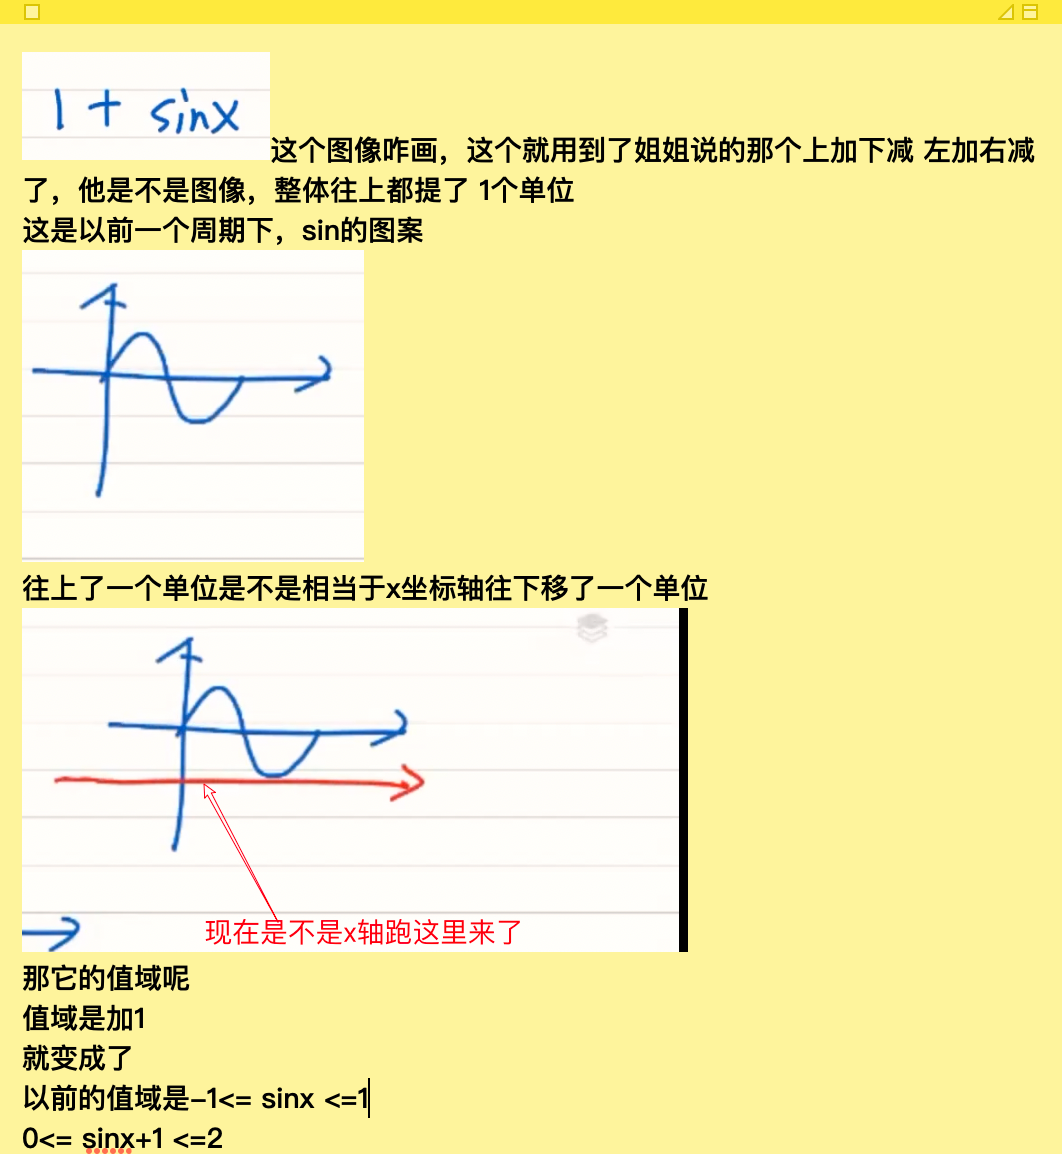 1 + sinx
这个图像咋画，这个就用到了姐姐说的那个上加下减 左加右减
了，他是不是图像，整体往上都提了 1个单位
这是以前一个周期下，sin的图案
往上了一个单位是不是相当于x坐标轴往下移了一个单位
现在是不是x轴跑这里来了
那它的值域呢
值域是加1
就变成了
以前的值域是-1<= sinx <=1
0<= sinx+1 <=2